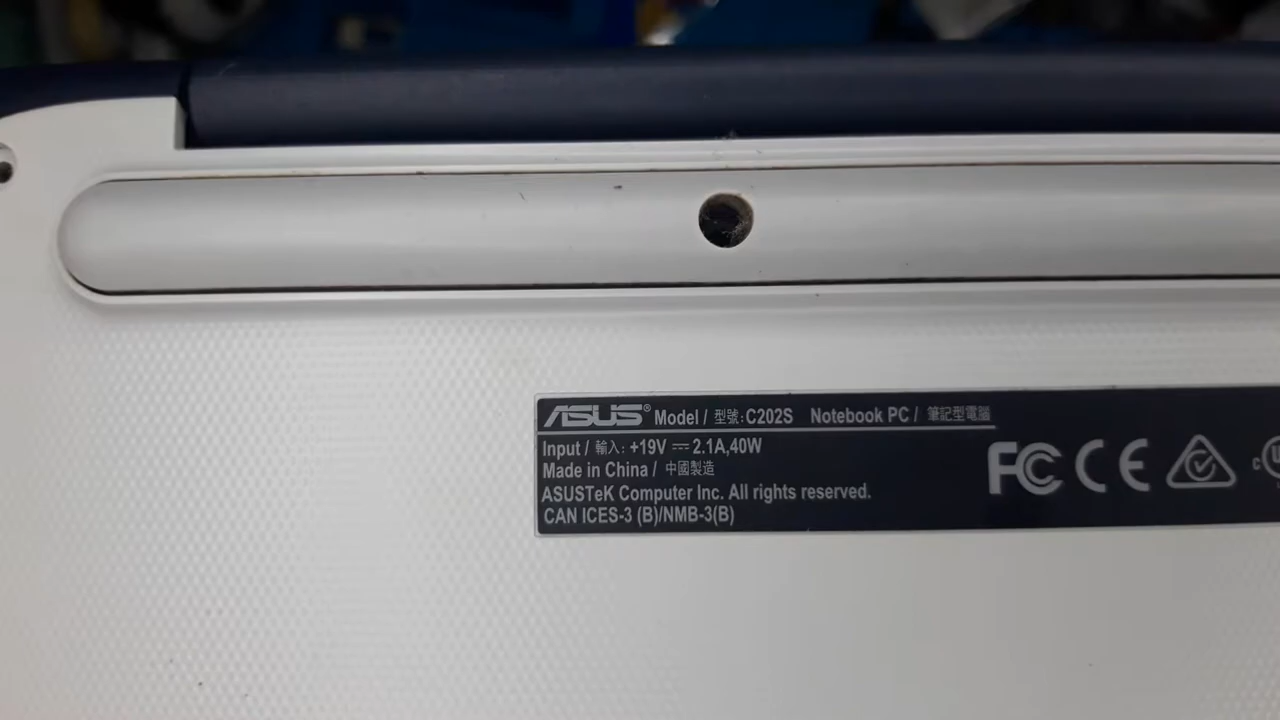 ASUS® Model / 型號: C202S Notebook PC / 筆記型電腦
Input / 輸入: +19V ⎓ 2.1A,40W
Made in China / 中國製造
ASUSTeK Computer Inc. All rights reserved.
CAN ICES-3 (B)/NMB-3(B)
FC CE